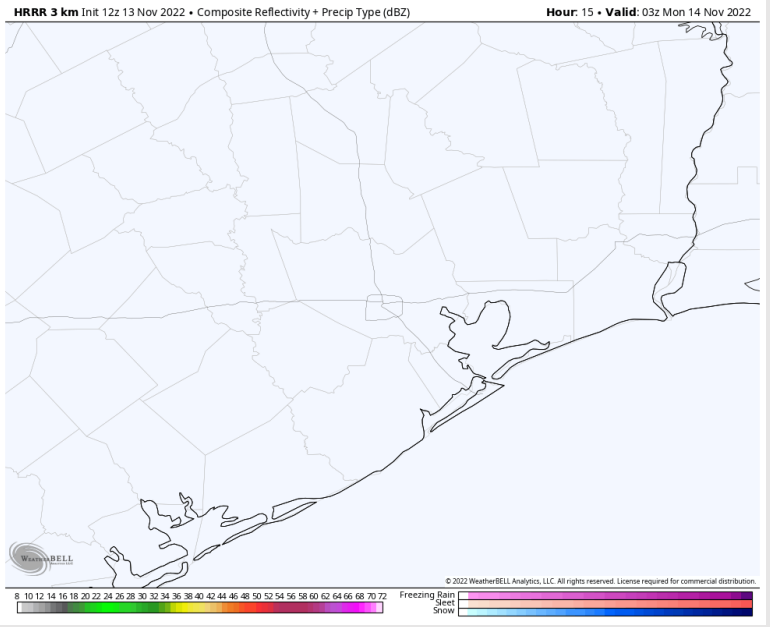 HRRR 3 km Init 12z 13 Nov 2022 • Composite Reflectivity + Precip Type (dBZ) Hour: 15 • Valid: 03z Mon 14 Nov 2022
WEATHERBELL
© 2022 WeatherBELL Analytics, LLC. All rights reserved. License required for commercial distribution.
8 10 12 14 16 18 20 22 24 26 28 30 32 34 36 38 40 42 44 46 48 50 52 54 56 58 60 62 64 66 68 70 72
Freezing Rain
Sleet
Snow